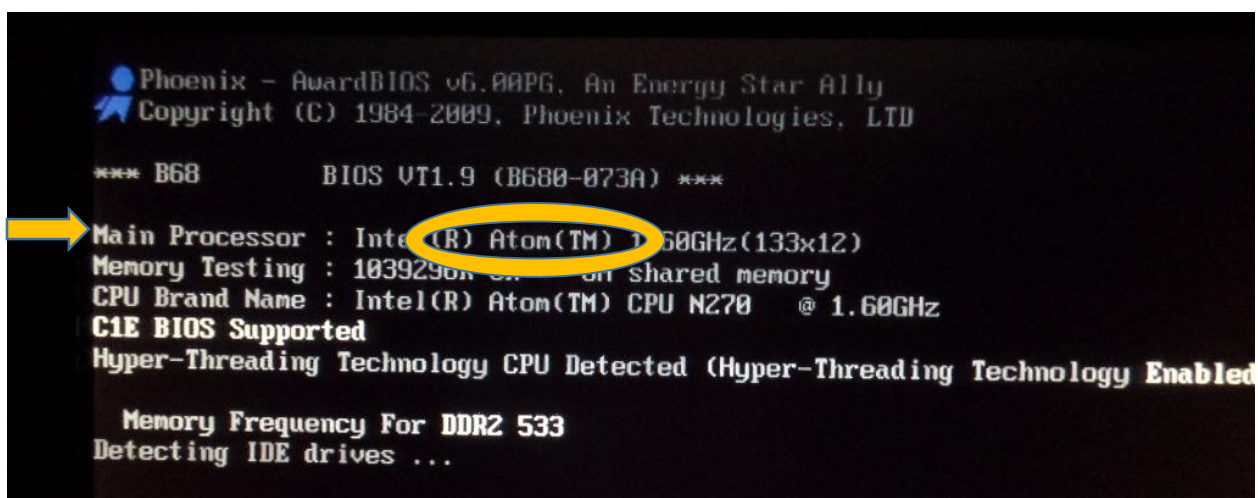 Phoenix - AwardBIOS v6.00PG, An Energy Star Ally
Copyright (C) 1984-2009, Phoenix Technologies, LTD
*** B68 BIOS VT1.9 (B680-073A) ***
Main Processor : Intel(R) Atom(TM) 1.60GHz(133x12)
Memory Testing : on shared memory
CPU Brand Name : Intel(R) Atom(TM) CPU N270 @ 1.60GHz
C1E BIOS Supported
Hyper-Threading Technology CPU Detected (Hyper-Threading Technology Enabled
Memory Frequency For DDR2 533
Detecting IDE drives ...